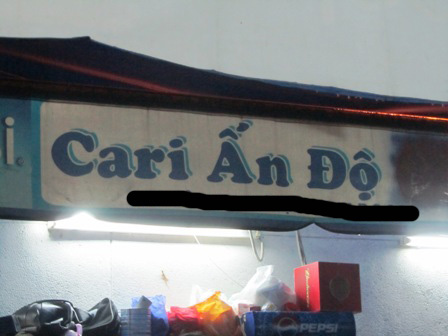 i.
Cari Ấn Độ
PEPSI